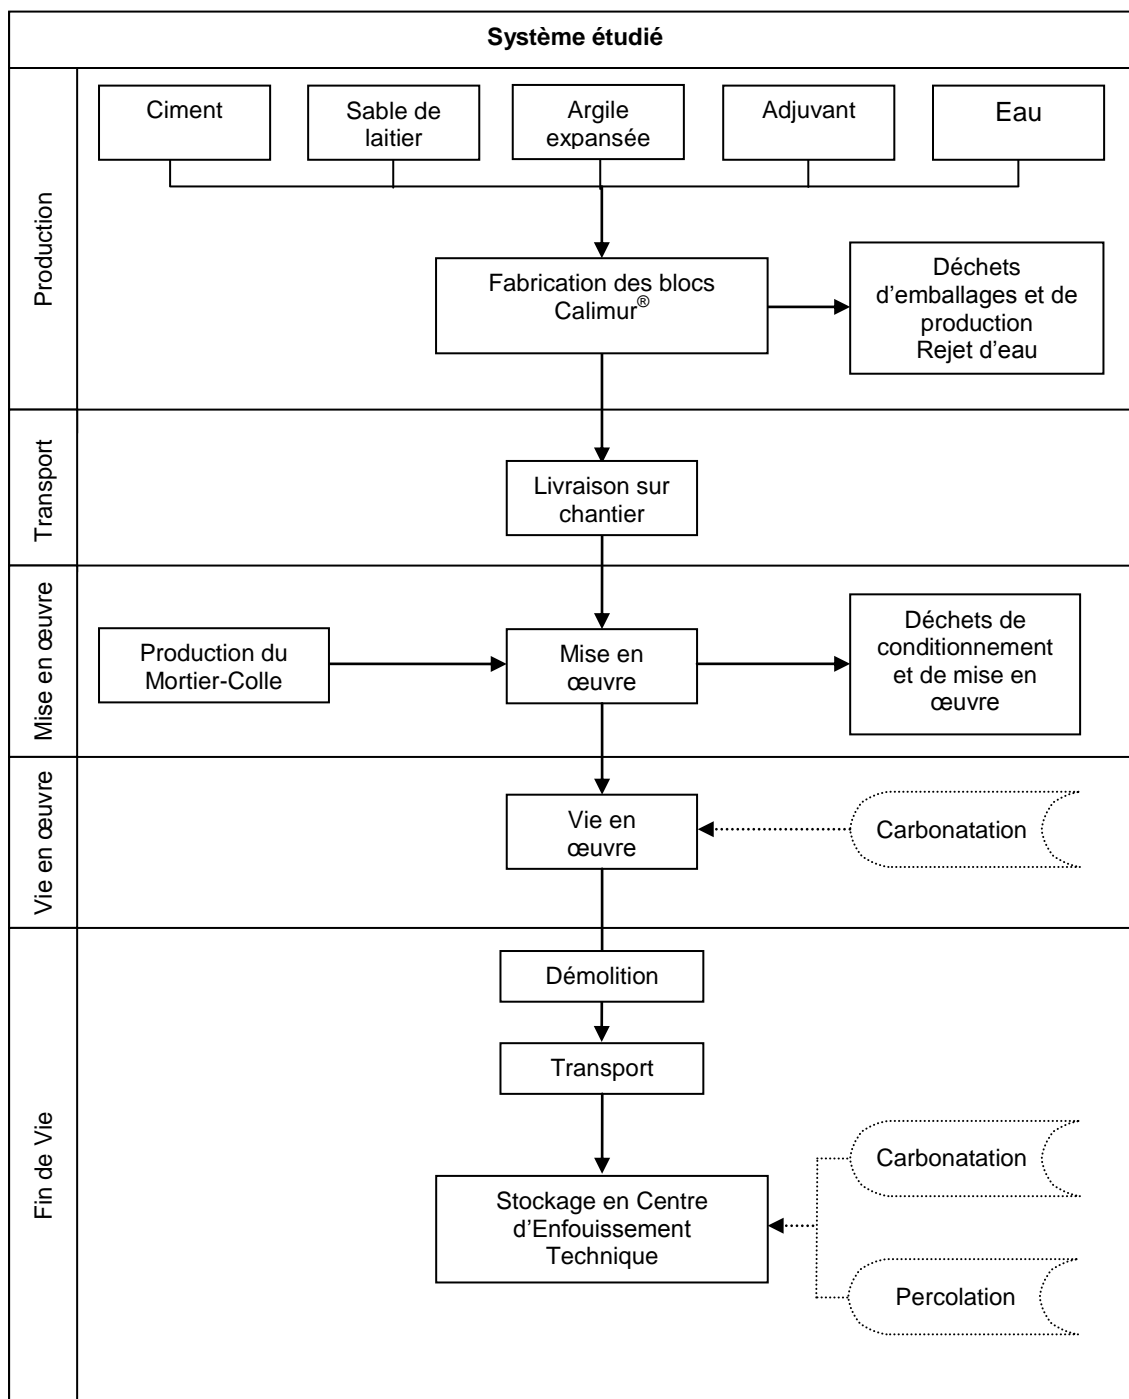 Système étudié
Production
Ciment
Sable de
laitier
Argile
expansée
Adjuvant
Eau
Fabrication des blocs
Calimur®
Déchets
d'emballages et de
production
Rejet d'eau
Transport
Livraison sur
chantier
Mise en œuvre
Production du
Mortier-Colle
Mise en
œuvre
Déchets de
conditionnement
et de mise en
œuvre
Vie en œuvre
Vie en
œuvre
Carbonatation
Fin de Vie
Démolition
Transport
Stockage en Centre
d'Enfouissement
Technique
Carbonatation
Percolation